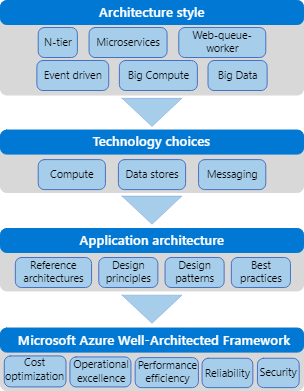 Architecture style
N-tier
Microservices
Web-queue-
worker
Event driven
Big Compute
Big Data
Technology choices
Compute
Data stores
Messaging
Application architecture
Reference
architectures
Design
principles
Design
patterns
Best
practices
Microsoft Azure Well-Architected Framework
Cost
optimization
Operational
excellence
Performance
efficiency
Reliability
Security